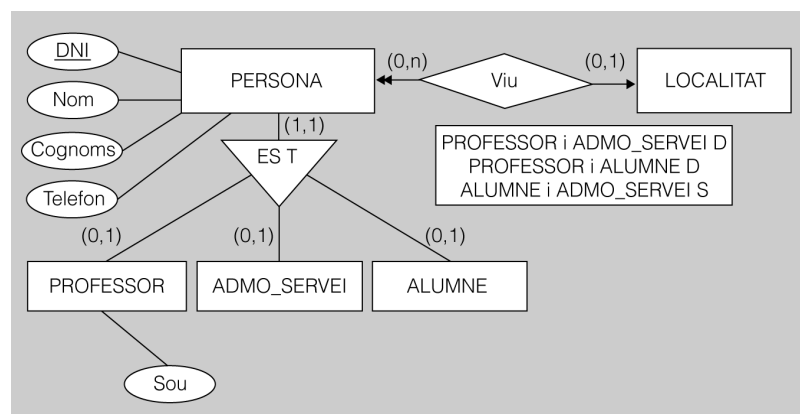 DNI
Nom
Cognoms
Telefon
PERSONA
(0,n)
Viu
(0,1)
LOCALITAT
PROFESSOR i ADMO_SERVEI D
PROFESSOR i ALUMNE D
ALUMNE i ADMO_SERVEI S
(1,1)
ES T
(0,1)
(0,1)
(0,1)
PROFESSOR
ADMO_SERVEI
ALUMNE
Sou